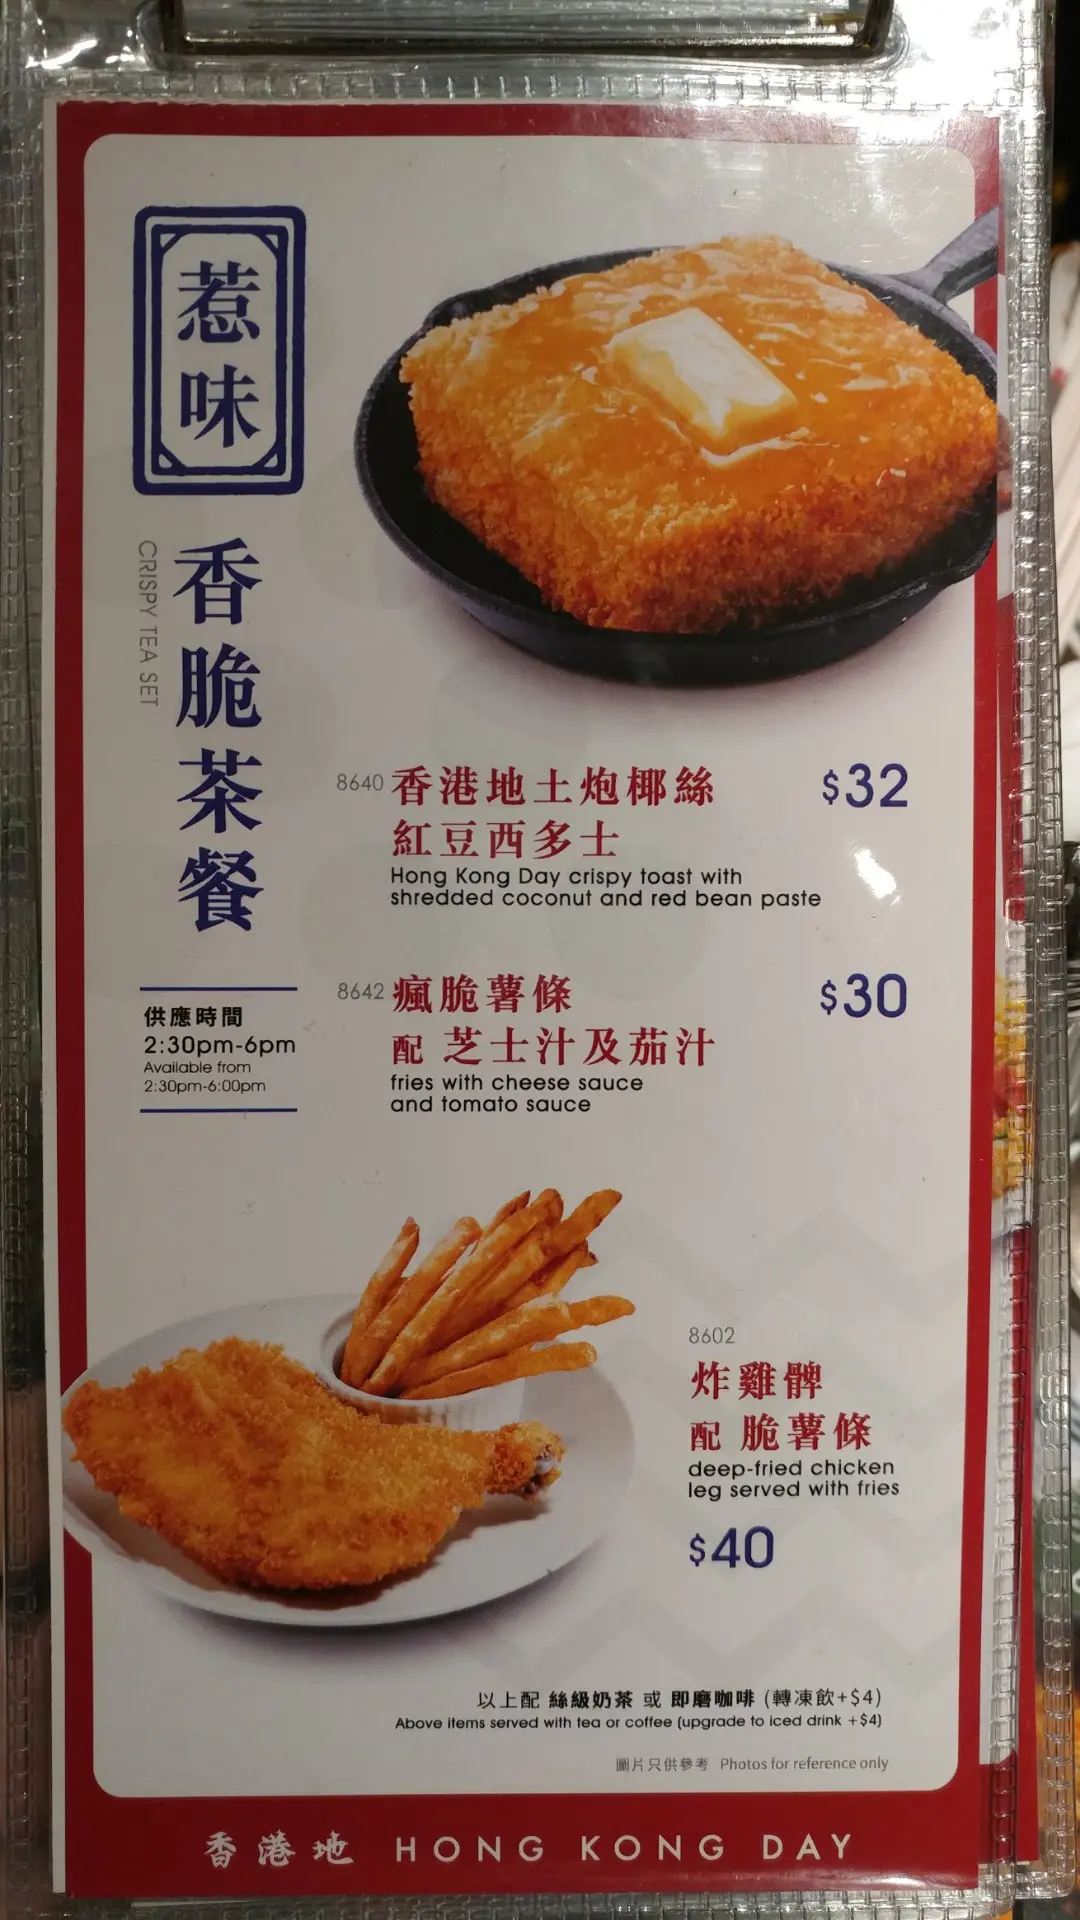 惹味
香脆茶餐
CRISPY TEA SET
供應時間
2:30pm-6pm
Available from
2:30pm-6:00pm
8640 香港地土炮椰絲 $32
紅豆西多士
Hong Kong Day crispy toast with
shredded coconut and red bean paste
8642 瘋脆薯條 $30
配 芝士汁及茄汁
fries with cheese sauce
and tomato sauce
8602
炸雞髀
配 脆薯條
deep-fried chicken
leg served with fries
$40
以上配 絲級奶茶 或 即磨咖啡 (轉凍飲+$4)
Above items served with tea or coffee (upgrade to iced drink +$4)
圖片只供參考 Photos for reference only
香港地 HONG KONG DAY